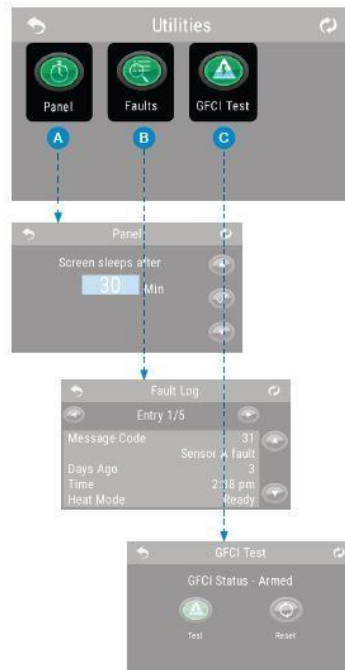 Utilities
Panel Faults GFCI Test
A B C
Panel
Screen sleeps after
30 Min
Fault Log
Entry 1/5
Message Code 31
Sensor A fault
Days Ago 3
Time 2:18 pm
Heat Mode Ready
GFCI Test
GFCI Status - Armed
Test Reset